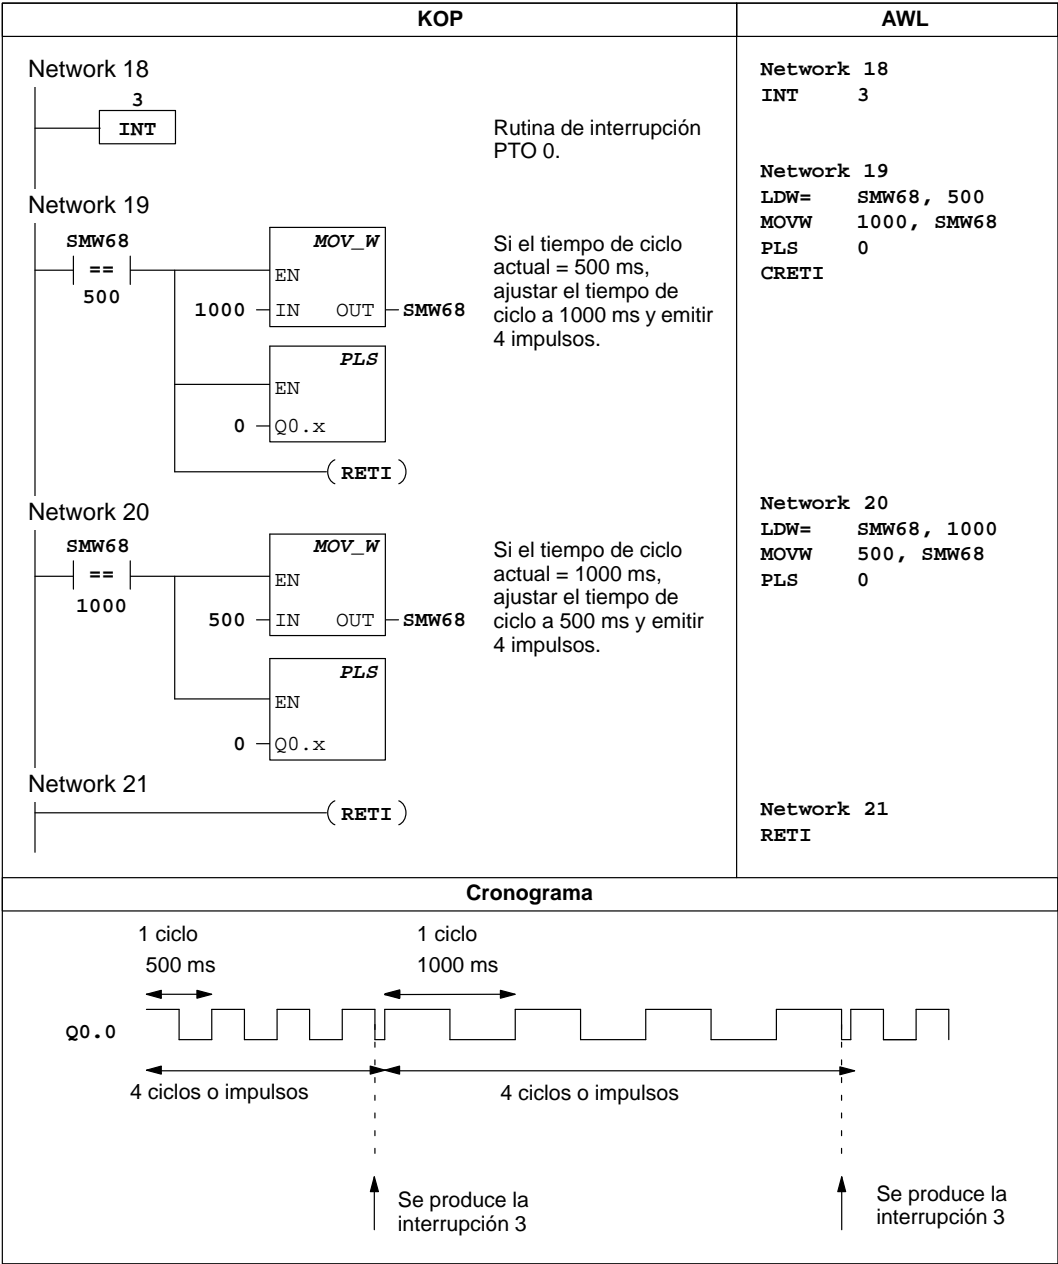 KOP
AWL
Network 18
3
INT
Rutina de interrupción
PTO 0.
Network 19
SMW68
==
500
MOV_W
EN
1000
IN
OUT
SMW68
Si el tiempo de ciclo
actual = 500 ms,
ajustar el tiempo de
ciclo a 1000 ms y emitir
4 impulsos.
PLS
EN
0
Q0.x
RETI
Network 20
SMW68
==
1000
MOV_W
EN
500
IN
OUT
SMW68
Si el tiempo de ciclo
actual = 1000 ms,
ajustar el tiempo de
ciclo a 500 ms y emitir
4 impulsos.
PLS
EN
0
Q0.x
Network 21
RETI
Network 18
INT 3
Network 19
LDW= SMW68, 500
MOVW 1000, SMW68
PLS 0
CRETI
Network 20
LDW= SMW68, 1000
MOVW 500, SMW68
PLS 0
Network 21
RETI
Cronograma
1 ciclo
500 ms
1 ciclo
1000 ms
Q0.0
4 ciclos o impulsos
4 ciclos o impulsos
Se produce la
interrupción 3
Se produce la
interrupción 3